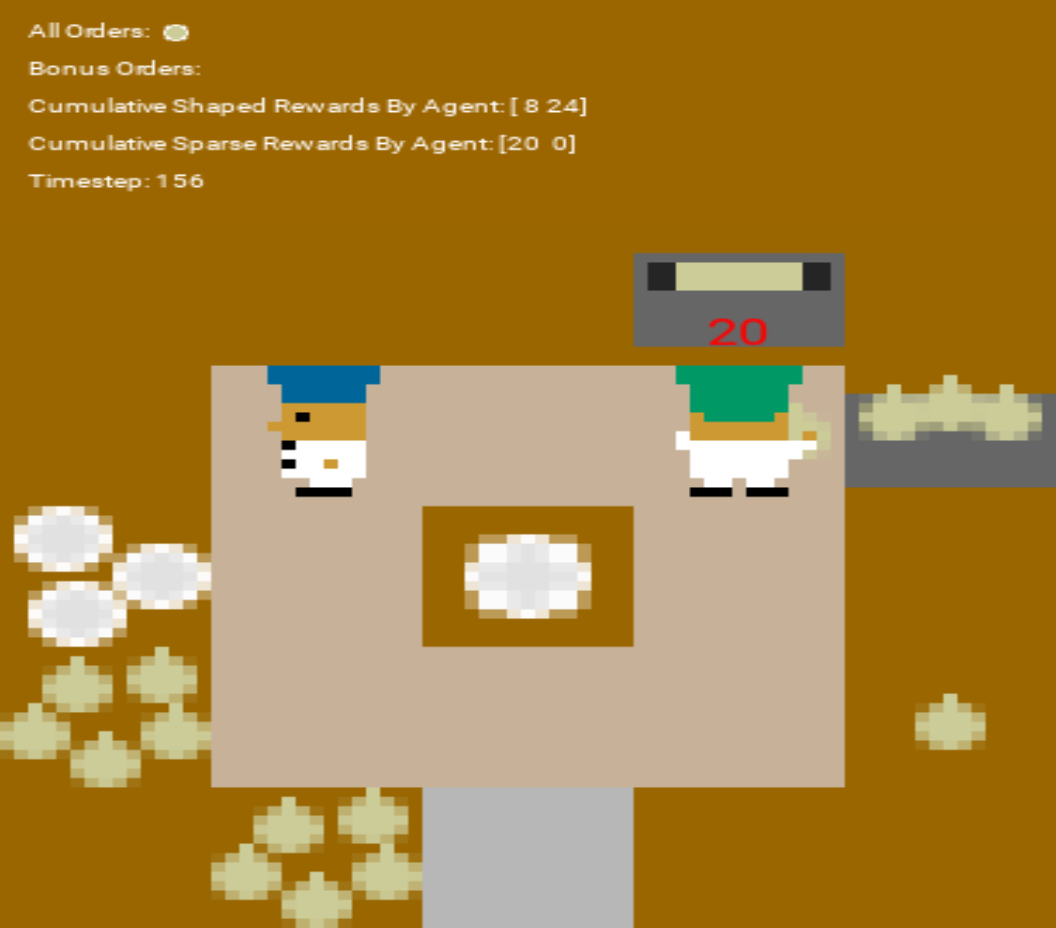 All Orders:
Bonus Orders:
Cumulative Shaped Rewards By Agent: [ 8 24]
Cumulative Sparse Rewards By Agent: [20  0]
Timestep: 156
20